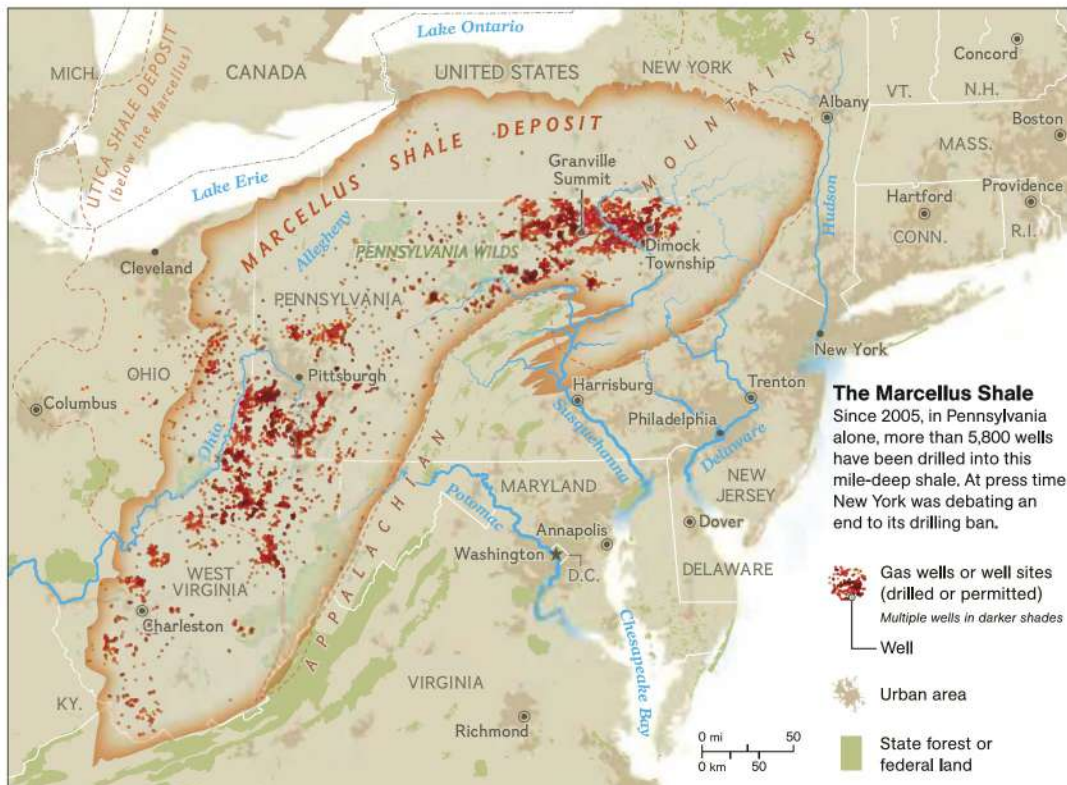 Lake Ontario
MICH.
CANADA
UNITED STATES
NEW YORK
Concord
VT.
N.H.
Albany
Boston
MASS.
UTICA SHALE DEPOSIT
(below the Marcellus)
Lake Erie
MARCELLUS SHALE DEPOSIT
Granville
Summit
Hartford
Providence
CONN.
R.I.
Hudson
Allegheny
PENNSYLVANIA WILDS
Dimock
Township
Cleveland
PENNSYLVANIA
New York
OHIO
Pittsburgh
Columbus
Harrisburg
Trenton
Philadelphia
Ohio
Susquehanna
Delaware
APPALACHIAN MOUNTAINS
Potomac
MARYLAND
NEW
JERSEY
Annapolis
Dover
Washington
D.C.
DELAWARE
WEST
VIRGINIA
Charleston
Chesapeake Bay
KY.
VIRGINIA
Richmond
0 mi 50
0 km 50
The Marcellus Shale
Since 2005, in Pennsylvania
alone, more than 5,800 wells
have been drilled into this
mile-deep shale. At press time
New York was debating an
end to its drilling ban.
Gas wells or well sites
(drilled or permitted)
Multiple wells in darker shades
Well
Urban area
State forest or
federal land